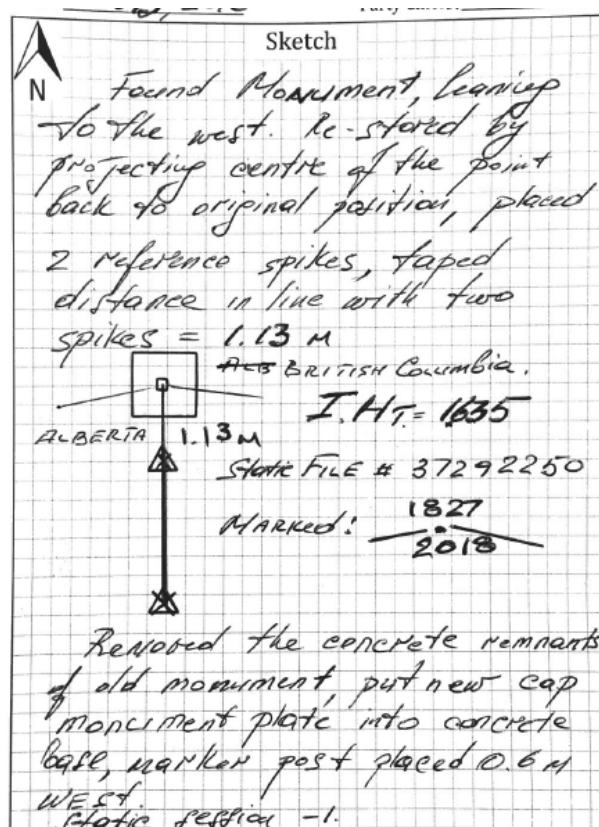 Sketch
N
Found Monument, leaning
to the west. Re-stored by
projecting centre of the point
back to original position, placed
2 reference spikes, taped
distance in line with two
spikes = 1.13 M
ALB BRITISH COLUMBIA.
I.HT. = 1635
ALBERTA 1.13 M
Static FILE # 37292250
MARKED: 1827
2018
Removed the concrete remnants
of old monument, put new cap
monument plate into concrete
base, marker post placed 0.6 M
WEST.
Static session -1.